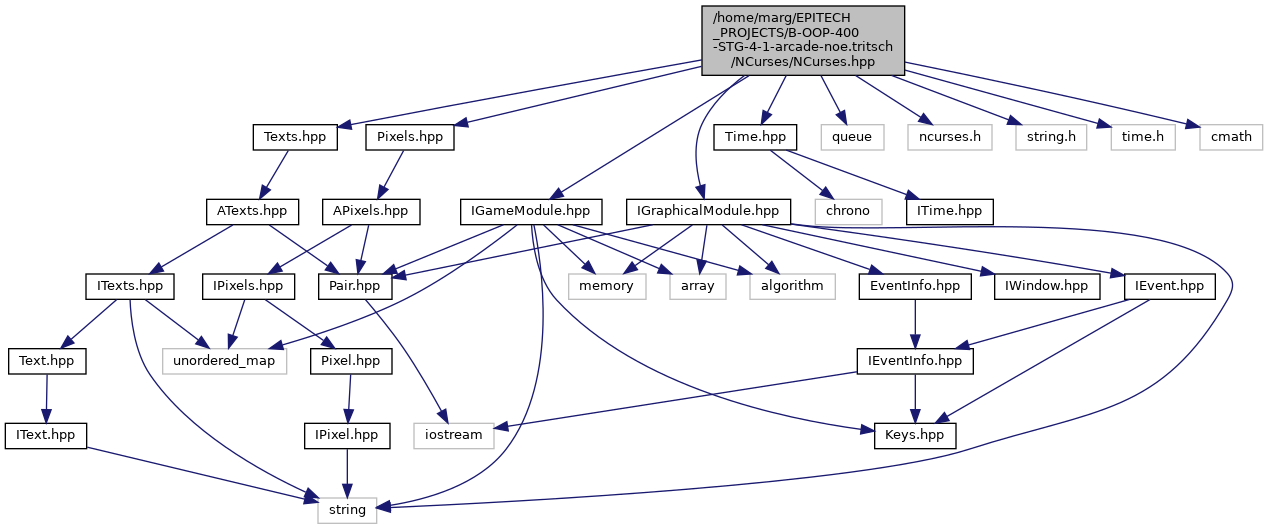 /home/marg/EPITECH
_PROJECTS/B-OOP-400
-STG-4-1-arcade-noe.tritsch
/NCurses/NCurses.hpp
Texts.hpp
Pixels.hpp
Time.hpp
queue
ncurses.h
string.h
time.h
cmath
ATexts.hpp
APixels.hpp
IGameModule.hpp
IGraphicalModule.hpp
chrono
ITime.hpp
ITexts.hpp
IPixels.hpp
Pair.hpp
memory
array
algorithm
EventInfo.hpp
IWindow.hpp
IEvent.hpp
Text.hpp
unordered_map
Pixel.hpp
IEventInfo.hpp
IText.hpp
IPixel.hpp
iostream
Keys.hpp
string